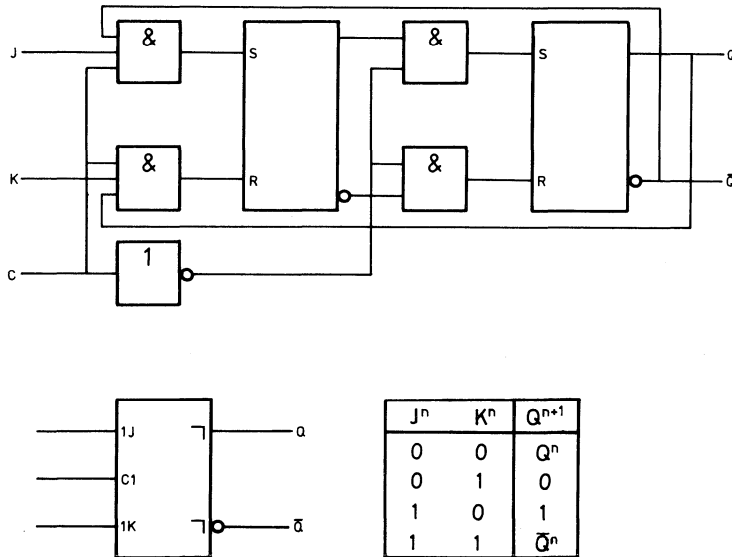 & &
J S S Q
& &
K R R Q̄
1
C
1J ¬ Q
C1
1K ¬ Q̄
Jⁿ Kⁿ Qⁿ⁺¹
0 0 Qⁿ
0 1 0
1 0 1
1 1 Q̄ⁿ